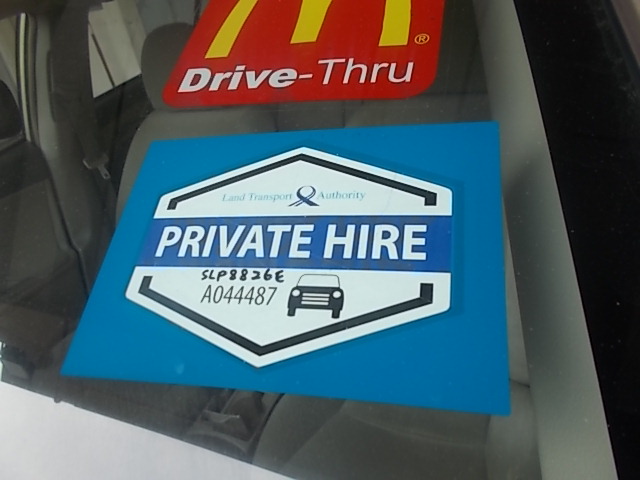 Drive-Thru
Land Transport Authority
PRIVATE HIRE
SLP8826E
A044487